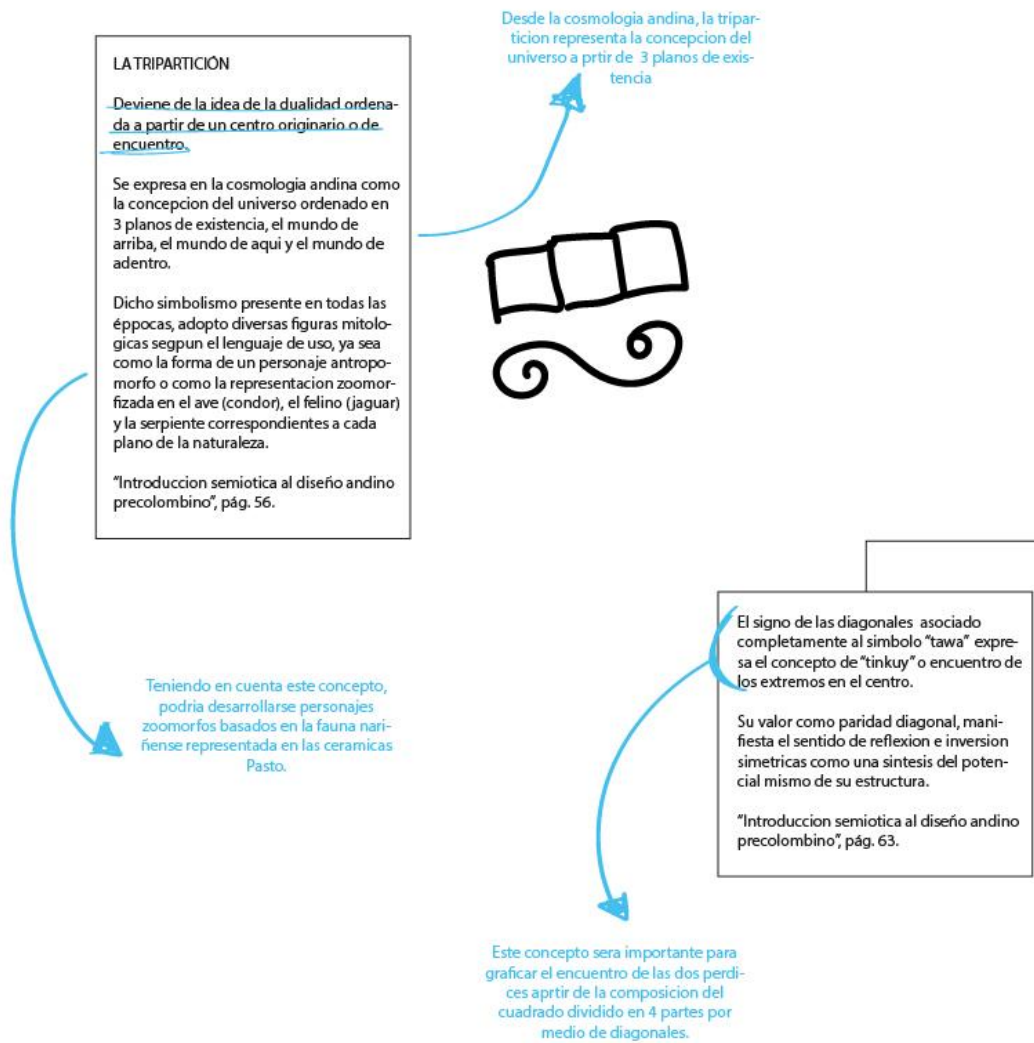 Desde la cosmologia andina, la tripar-
ticion representa la concepcion del
universo a prtir de 3 planos de exis-
tencia
LA TRIPARTICIÓN
Deviene de la idea de la dualidad ordena-
da a partir de un centro originario o de
encuentro.
Se expresa en la cosmologia andina como
la concepcion del universo ordenado en
3 planos de existencia, el mundo de
arriba, el mundo de aqui y el mundo de
adentro.
Dicho simbolismo presente en todas las
éppocas, adopto diversas figuras mitolo-
gicas segpun el lenguaje de uso, ya sea
como la forma de un personaje antropo-
morfo o como la representacion zoomor-
fizada en el ave (condor), el felino (jaguar)
y la serpiente correspondientes a cada
plano de la naturaleza.
"Introduccion semiotica al diseño andino
precolombino", pág. 56.
Teniendo en cuenta este concepto,
podria desarrollarse personajes
zoomorfos basados en la fauna nari-
ñense representada en las ceramicas
Pasto.
El signo de las diagonales asociado
completamente al simbolo "tawa" expre-
sa el concepto de "tinkuy" o encuentro de
los extremos en el centro.
Su valor como paridad diagonal, mani-
fiesta el sentido de reflexion e inversion
simetricas como una sintesis del poten-
cial mismo de su estructura.
"Introduccion semiotica al diseño andino
precolombino", pág. 63.
Este concepto sera importante para
graficar el encuentro de las dos perdi-
ces aprtir de la composicion del
cuadrado dividido en 4 partes por
medio de diagonales.